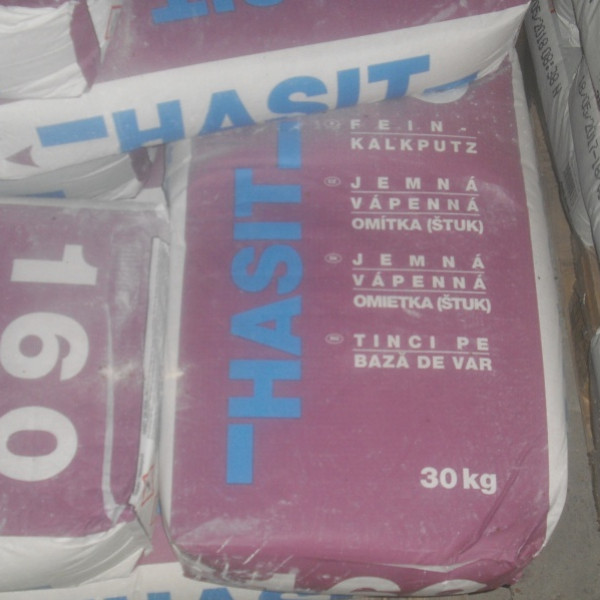 HASIT
FEIN
KALKPUTZ
JEMNÁ
VÁPENNÁ
OMÍTKA (ŠTUK)
JEMNÁ
VÁPENNÁ
OMIETKA (ŠTUK)
TINCI PE
BAZĂ DE VAR
HASIT
30 kg
160